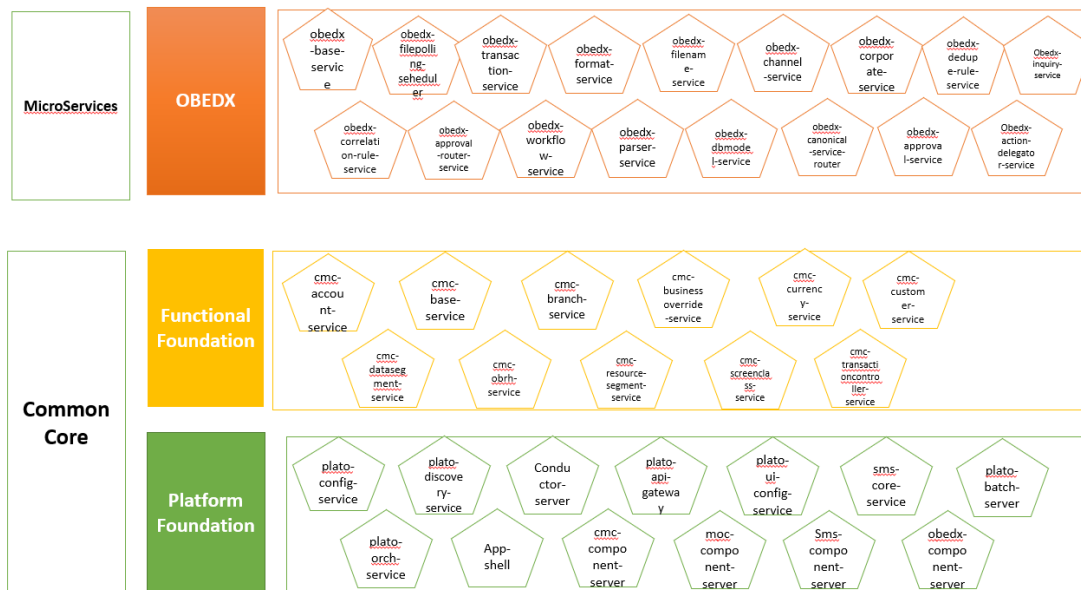 MicroServices
OBEDX
obedx
-base-
servic
e
obedx-
filepolli
ng-
seheduler
obedx-
transac
tion-
service
obedx-
format-
service
obedx-
filenam
e-
service
obedx-
channel
-service
obedx-
corpor
ate-
service
obedx-
dedup
e-rule-
service
Obedx-
inquiry-
service
obedx-
correlati
on-rule-
service
obedx-
approval
-router-
service
obedx-
workflo
w-
service
obedx-
parser-
service
obedx-
dbmode
l-service
obedx-
canonical
-service-
router
obedx-
approva
l-service
Obedx-
action-
delegato
r-service
Common
Core
Functional
Foundation
cmc-
accou
nt-
service
cmc-
base-
service
cmc-
branch-
service
cmc-
business
override
-service
cmc-
currenc
y-
service
cmc-
custom
er-
service
cmc-
dataseg
ment-
service
cmc-
obrh-
service
cmc-
resource-
segment-
service
cmc-
screencla
ss-
service
cmc-
transacti
oncontro
ller-
service
Platform
Foundation
plato-
config-
service
plato-
discove
ry-
service
Condu
ctor-
server
plato-
api-
gatewa
y
plato-
ui-
config-
service
sms-
core-
service
plato-
batch-
server
plato-
orch-
service
App-
shell
cmc-
compo
nent-
server
moc-
compo
nent-
server
Sms-
compo
nent-
server
obedx-
compo
nent-
server